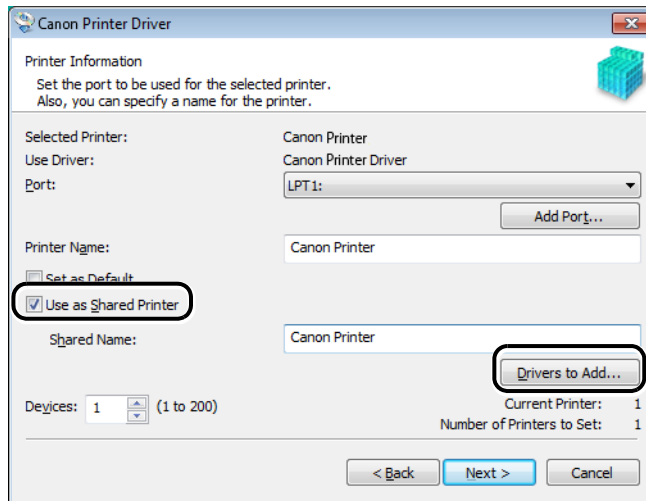 Canon Printer Driver
Printer Information
Set the port to be used for the selected printer.
Also, you can specify a name for the printer.
Selected Printer: Canon Printer
Use Driver: Canon Printer Driver
Port: LPT1:
Add Port...
Printer Name: Canon Printer
Set as Default
Use as Shared Printer
Shared Name: Canon Printer
Drivers to Add...
Devices: 1 (1 to 200) Current Printer: 1
Number of Printers to Set: 1
< Back Next > Cancel